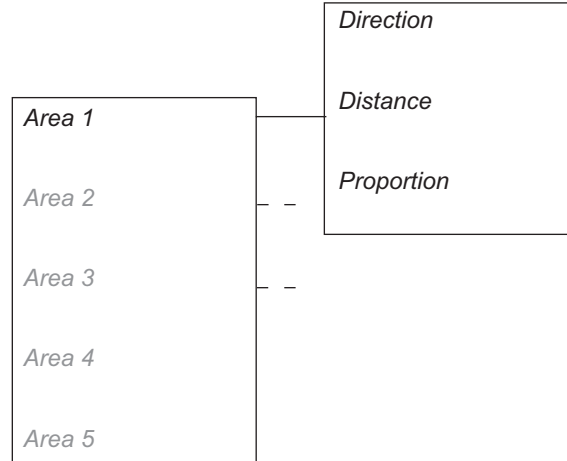 Direction
Distance
Proportion
Area 1
Area 2
Area 3
Area 4
Area 5